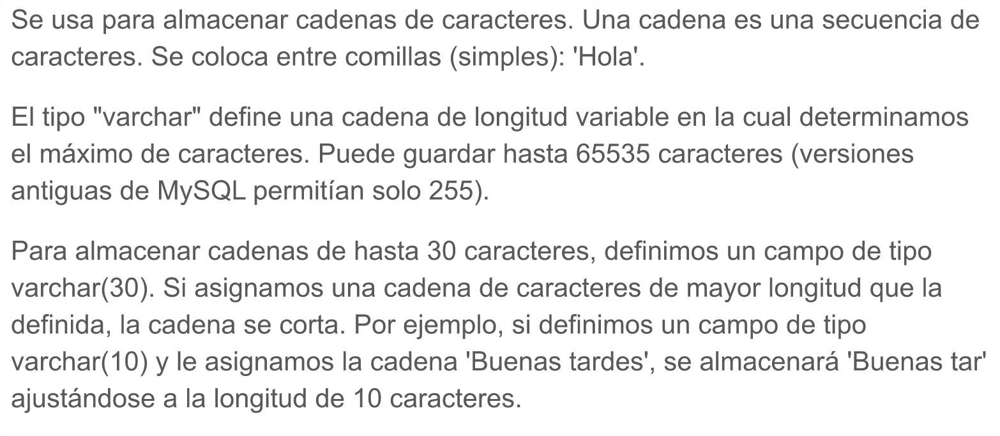 Se usa para almacenar cadenas de caracteres. Una cadena es una secuencia de
caracteres. Se coloca entre comillas (simples): 'Hola'.
El tipo "varchar" define una cadena de longitud variable en la cual determinamos
el máximo de caracteres. Puede guardar hasta 65535 caracteres (versiones
antiguas de MySQL permitían solo 255).
Para almacenar cadenas de hasta 30 caracteres, definimos un campo de tipo
varchar(30). Si asignamos una cadena de caracteres de mayor longitud que la
definida, la cadena se corta. Por ejemplo, si definimos un campo de tipo
varchar(10) y le asignamos la cadena 'Buenas tardes', se almacenará 'Buenas tar'
ajustándose a la longitud de 10 caracteres.